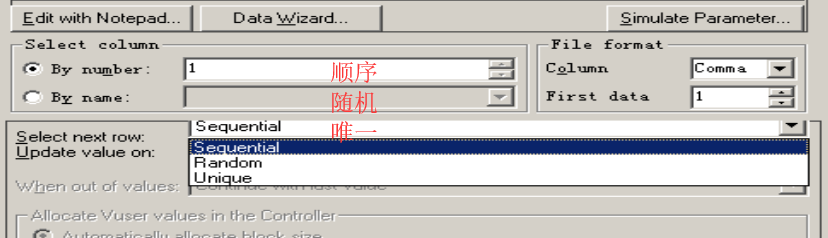 Edit with Notepad... Data Wizard... Simulate Parameter...
Select column File format
By number: 1 顺序 Column Comma
By name: 随机 First data 1
唯一
Select next row: Sequential
Update value on: Sequential
Random
Unique
When out of values: Continue with last value
Allocate Vuser values in the Controller
Automatically allocate block size